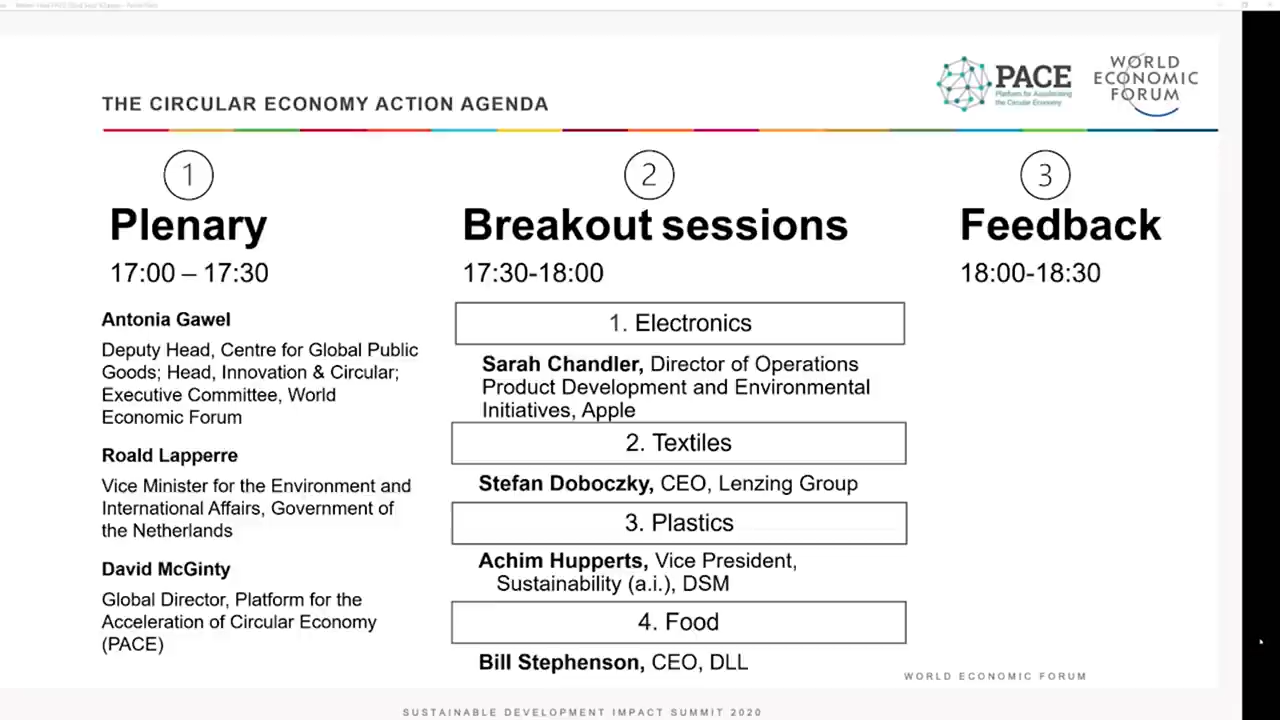 PACE
Platform for Accelerating
the Circular Economy
WORLD
ECONOMIC
FORUM
THE CIRCULAR ECONOMY ACTION AGENDA
1
Plenary
17:00 – 17:30
Antonia Gawel
Deputy Head, Centre for Global Public
Goods; Head, Innovation & Circular;
Executive Committee, World
Economic Forum
Roald Lapperre
Vice Minister for the Environment and
International Affairs, Government of
the Netherlands
David McGinty
Global Director, Platform for the
Acceleration of Circular Economy
(PACE)
2
Breakout sessions
17:30-18:00
1. Electronics
Sarah Chandler, Director of Operations
Product Development and Environmental
Initiatives, Apple
2. Textiles
Stefan Doboczky, CEO, Lenzing Group
3. Plastics
Achim Hupperts, Vice President,
Sustainability (a.i.), DSM
4. Food
Bill Stephenson, CEO, DLL
3
Feedback
18:00-18:30
WORLD ECONOMIC FORUM
SUSTAINABLE DEVELOPMENT IMPACT SUMMIT 2020